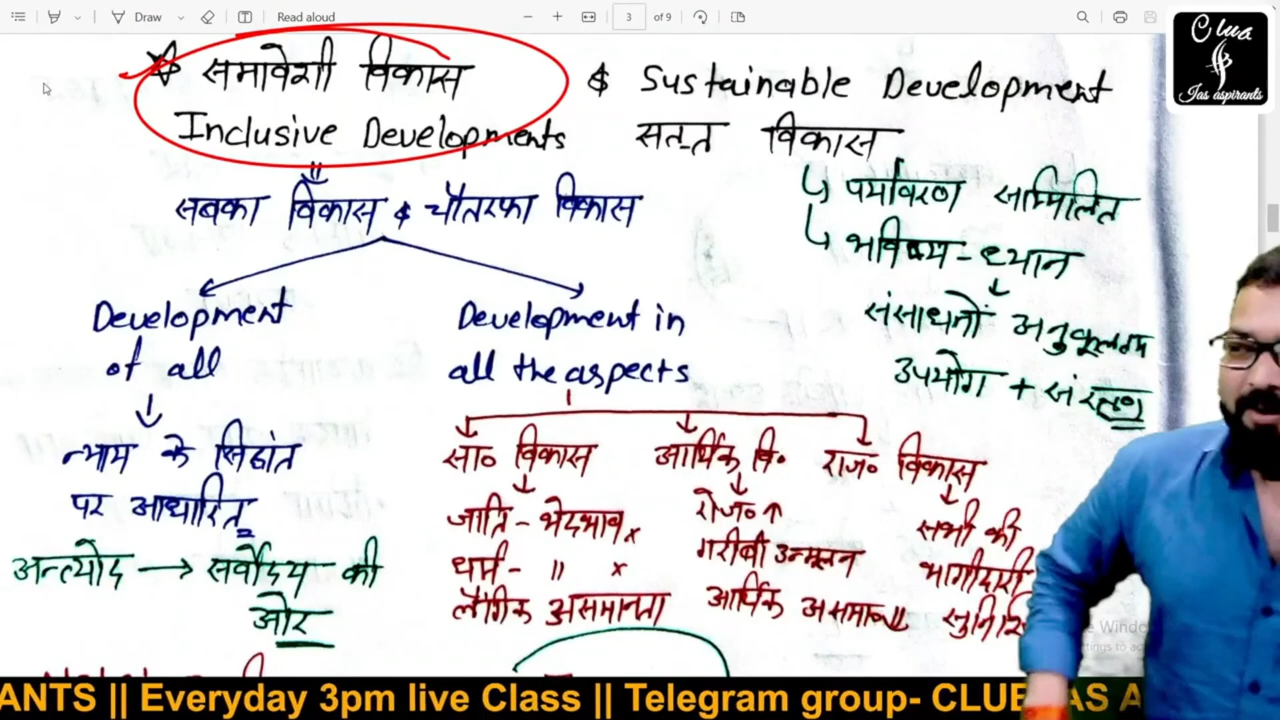 Draw
Read aloud
3 of 9
Clua
Ias aspirants
समावेशी विकास & Sustainable Development
Inclusive Developments सतत विकास
सबका विकास & चौतरफा विकास
↳ पर्यावरण सम्मिलित
↳ भविष्य - ध्यान
संसाधनों अनुकूलतम
उपयोग + संरक्षण
Development
of all
Development in
all the aspects
न्याय के सिद्धांत
पर आधारित
अन्त्योद → सर्वोदय की
ओर
सा० विकास
जाति - भेदभाव x
धर्म - " x
लैंगिक असमानता
आर्थिक वि०
रोज० ↑
गरीबी उन्मूलन
आर्थिक असमान ↓
राज० विकास
सभी की
भागीदारी
ANTS || Everyday 3pm live Class || Telegram group- CLUE IAS A